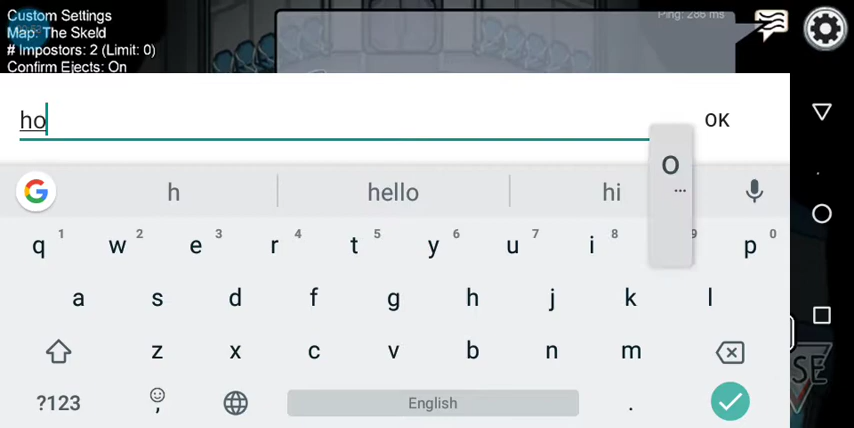 Custom Settings
Map: The Skeld
# Impostors: 2 (Limit: 0)
Confirm Ejects: On
Ping: 286 ms
ho
OK
h hello hi
o
...
q 1 w 2 e 3 r 4 t 5 y 6 u 7 i 8 9 p 0
a s d f g h j k l
z x c v b n m
?123 , English .
SE